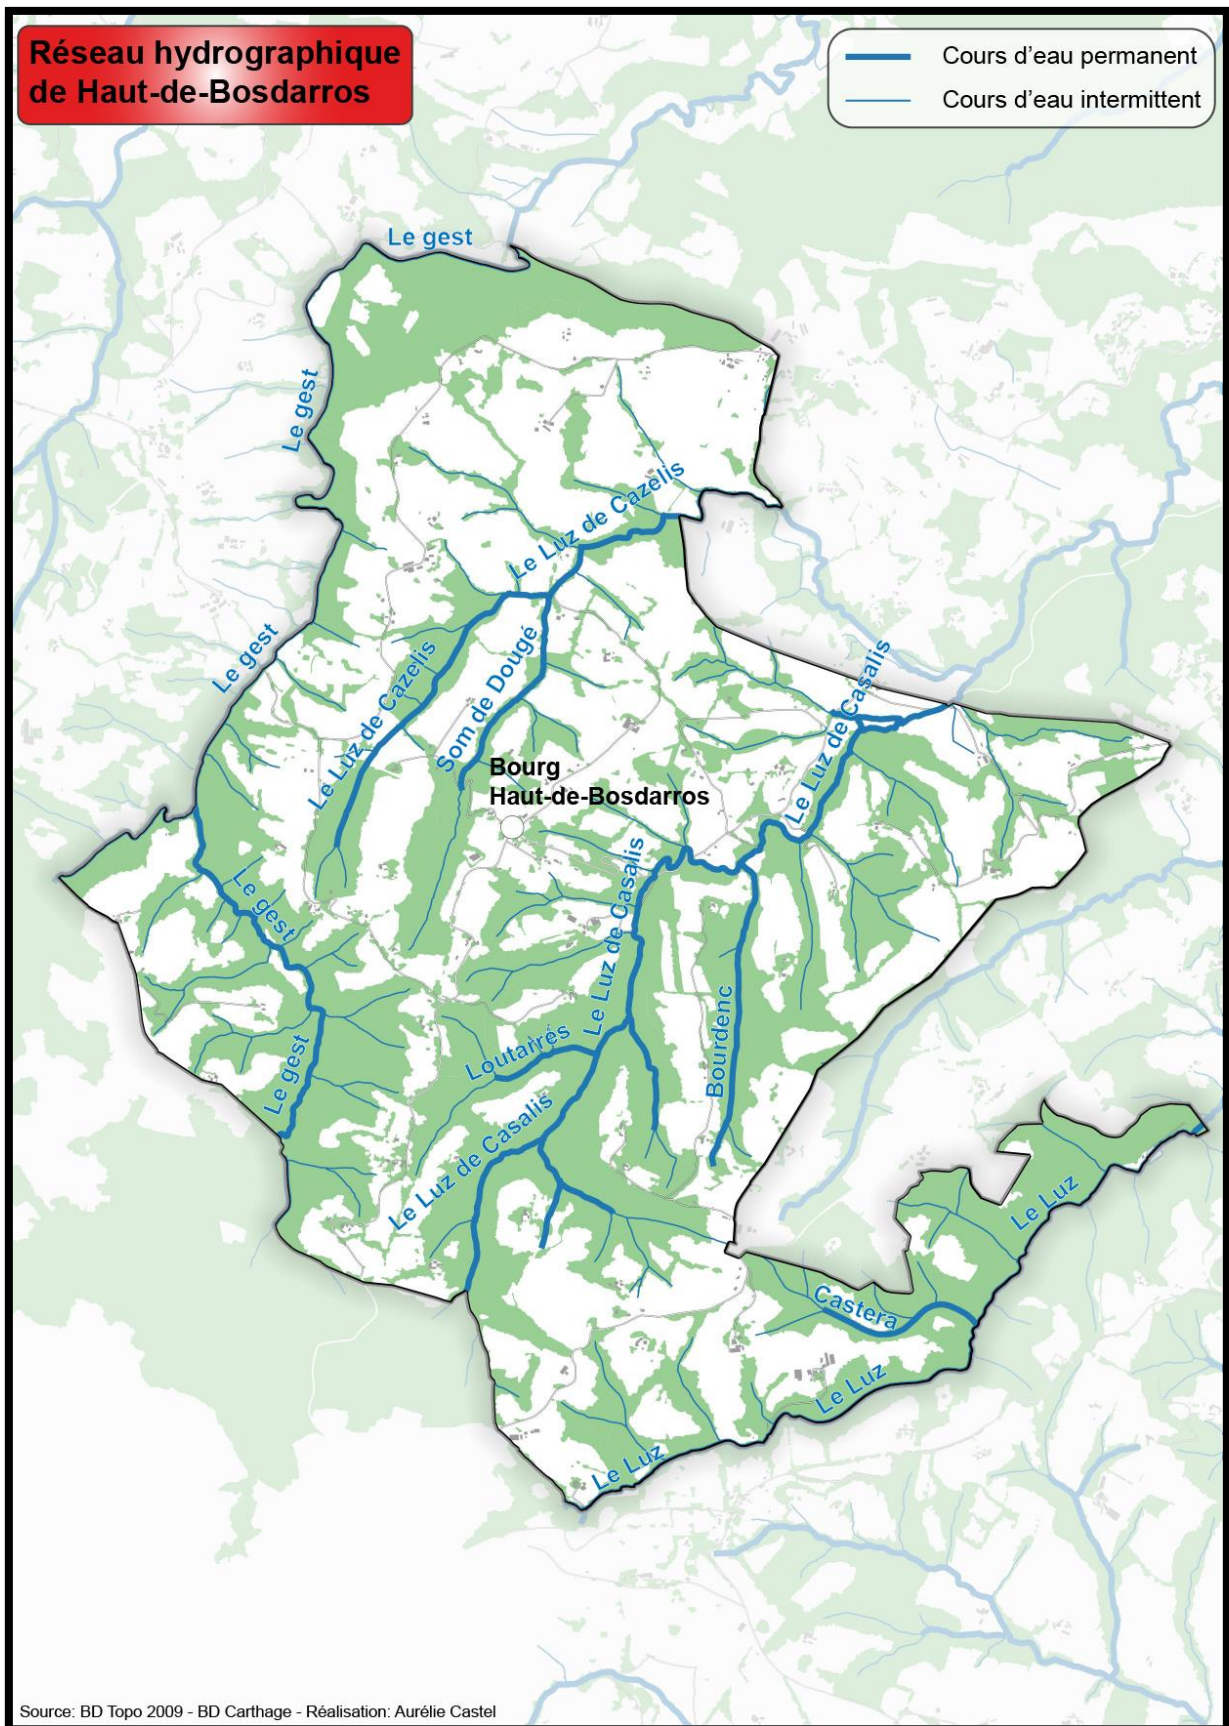 Réseau hydrographique
de Haut-de-Bosdarros
Cours d'eau permanent
Cours d'eau intermittent
Le gest
Le gest
Le Luz de Cazelis
Le gest
Le Luz de Cazelis
Som de Dougé
Le Luz de Casalis
Bourg
Haut-de-Bosdarros
Le gest
Le Luz de Casalis
Loutarrés
Bourdenc
Le gest
Le Luz de Casalis
Le Luz
Castera
Le Luz
Le Luz
Source: BD Topo 2009 - BD Carthage - Réalisation: Aurélie Castel